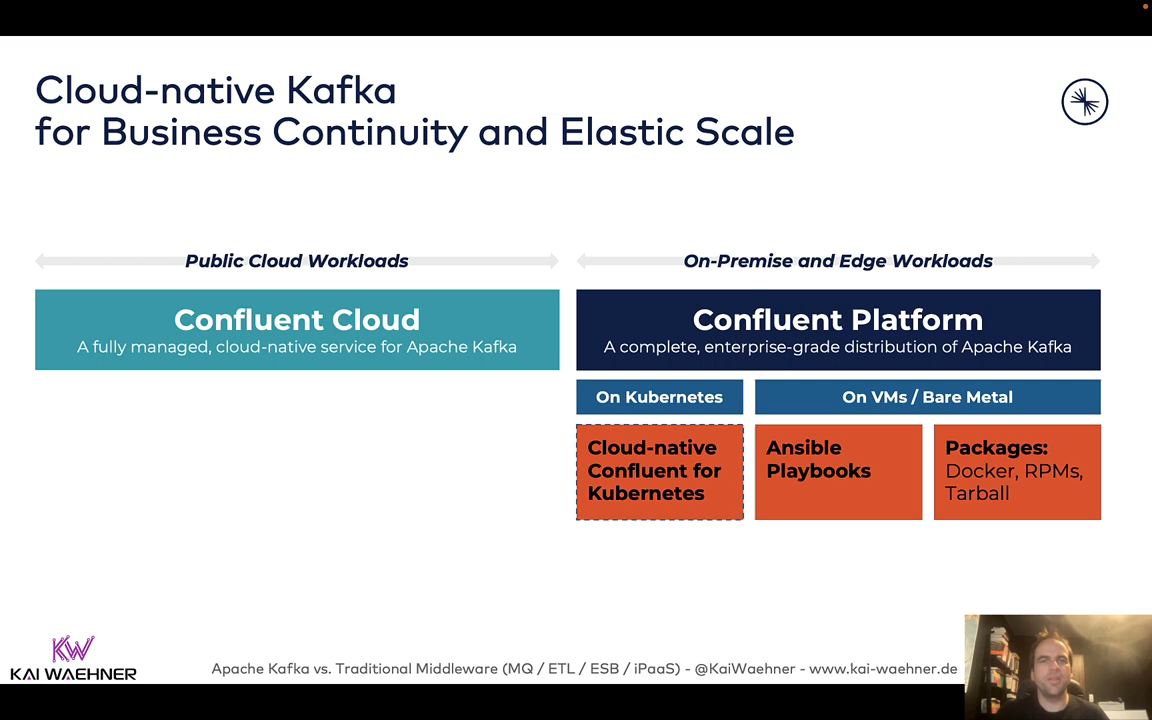 Cloud-native Kafka
for Business Continuity and Elastic Scale
Public Cloud Workloads
On-Premise and Edge Workloads
Confluent Cloud
A fully managed, cloud-native service for Apache Kafka
Confluent Platform
A complete, enterprise-grade distribution of Apache Kafka
On Kubernetes
On VMs / Bare Metal
Cloud-native
Confluent for
Kubernetes
Ansible
Playbooks
Packages:
Docker, RPMs,
Tarball
KW
KAI WAEHNER
Apache Kafka vs. Traditional Middleware (MQ / ETL / ESB / iPaaS) - @KaiWaehner - www.kai-waehner.de